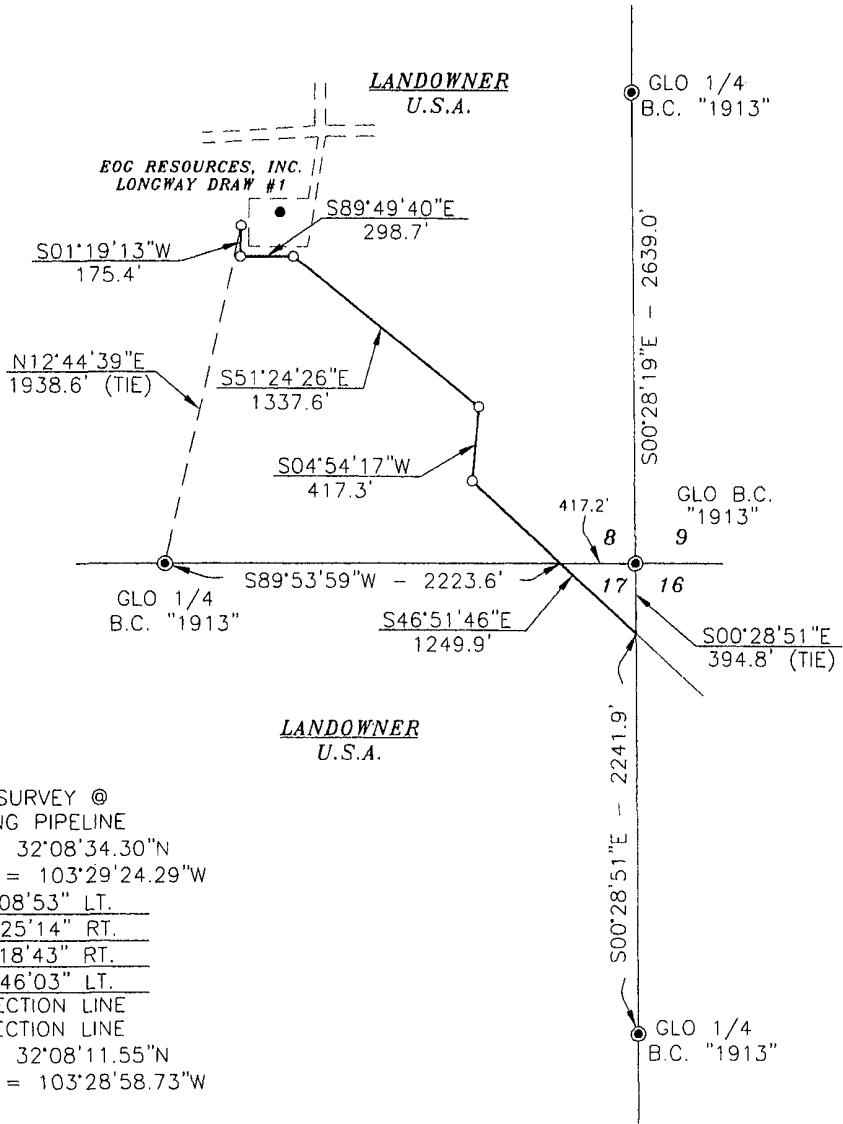 LANDOWNER
U.S.A.
GLO 1/4
B.C. "1913"
EOG RESOURCES, INC.
LONGWAY DRAW #1
S89°49'40"E
298.7'
S01°19'13"W
175.4'
S00°28'19"E - 2639.0'
N12°44'39"E
1938.6' (TIE)
S51°24'26"E
1337.6'
S04°54'17"W
417.3'
417.2'
8 9
GLO B.C.
"1913"
17 16
S89°53'59"W - 2223.6'
GLO 1/4
B.C. "1913"
S46°51'46"E
1249.9'
S00°28'51"E
394.8' (TIE)
LANDOWNER
U.S.A.
S00°28'51"E - 2241.9'
GLO 1/4
B.C. "1913"
SURVEY @
NG PIPELINE
32°08'34.30"N
= 103°29'24.29"W
08'53" LT.
25'14" RT.
18'43" RT.
46'03" LT.
ECTION LINE
ECTION LINE
32°08'11.55"N
= 103°28'58.73"W